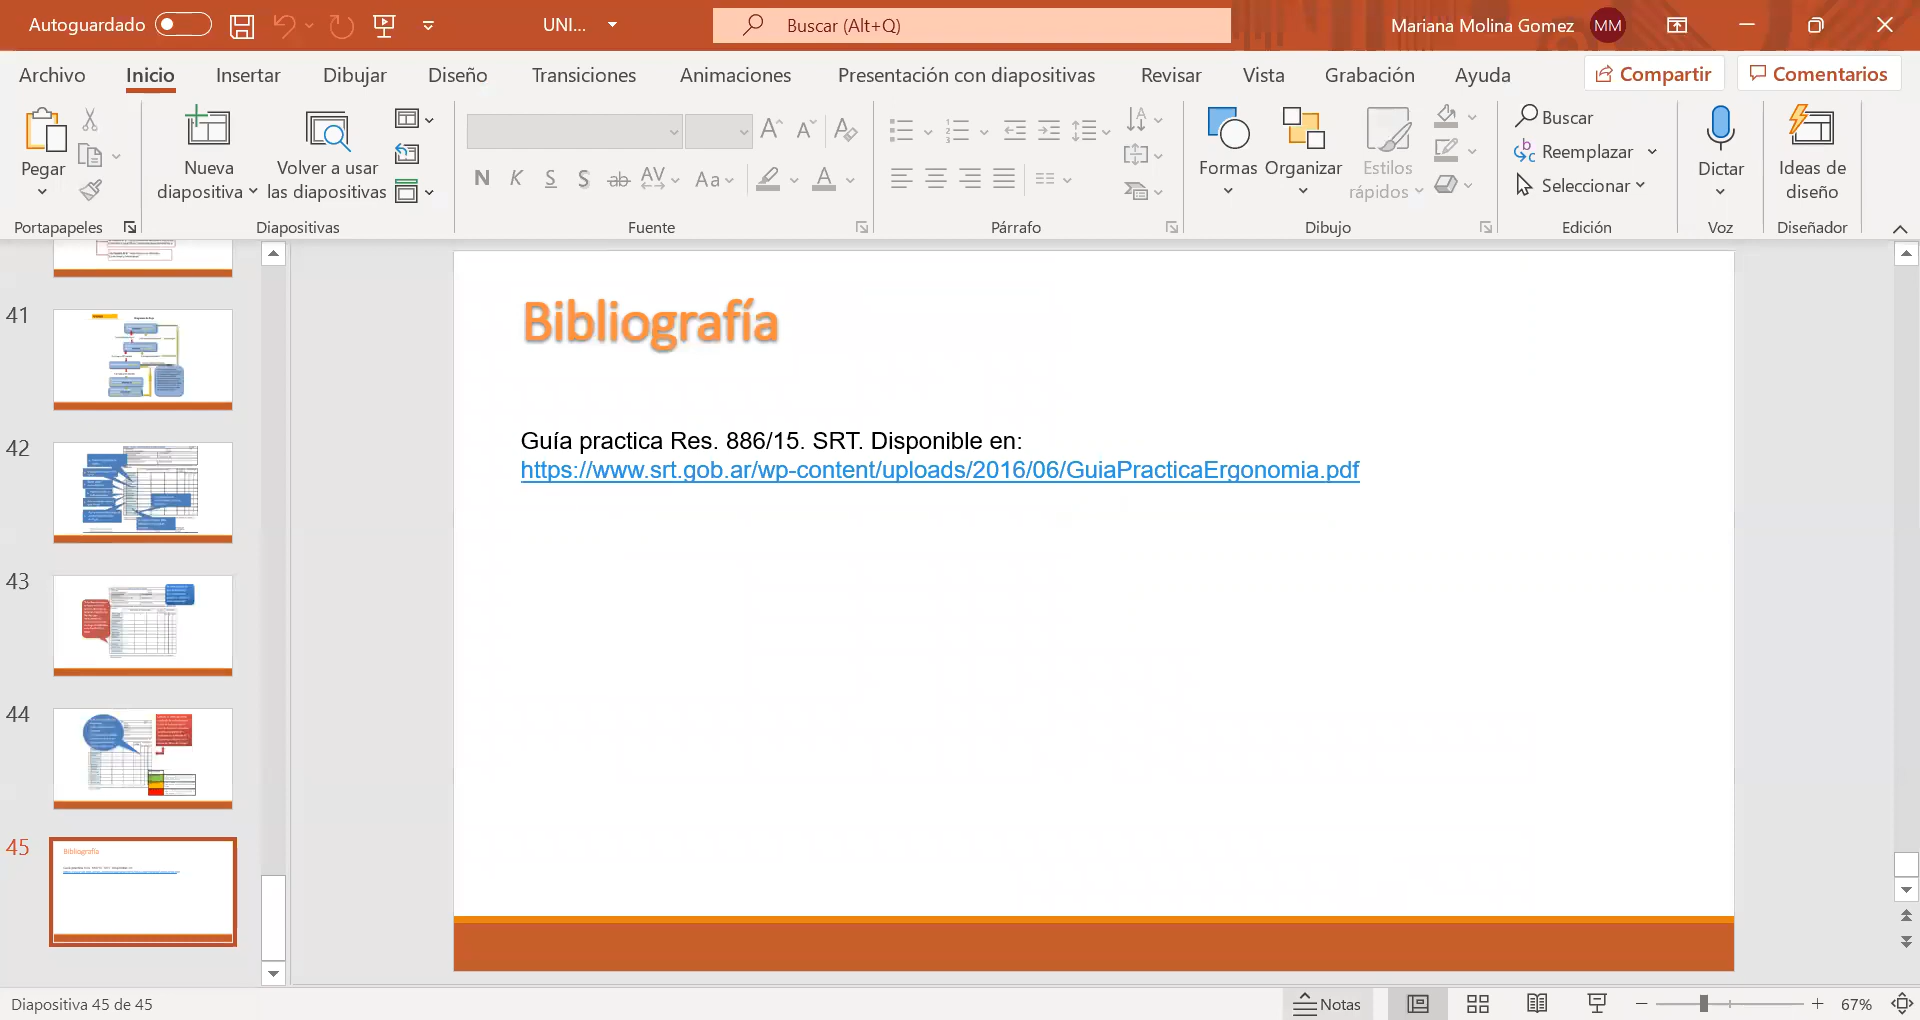 Autoguardado
UNI...
Buscar (Alt+Q)
Mariana Molina Gomez
MM
Archivo
Inicio
Insertar
Dibujar
Diseño
Transiciones
Animaciones
Presentación con diapositivas
Revisar
Vista
Grabación
Ayuda
Compartir
Comentarios
Pegar
Nueva
diapositiva
Volver a usar
las diapositivas
N K S S ab AV Aa A
Formas
Organizar
Estilos
rápidos
Buscar
Reemplazar
Seleccionar
Dictar
Ideas de
diseño
Portapapeles
Diapositivas
Fuente
Párrafo
Dibujo
Edición
Voz
Diseñador
41
42
43
44
45
Bibliografía
Bibliografía
Guía practica Res. 886/15. SRT. Disponible en:
https://www.srt.gob.ar/wp-content/uploads/2016/06/GuiaPracticaErgonomia.pdf
Diapositiva 45 de 45
Notas
67%